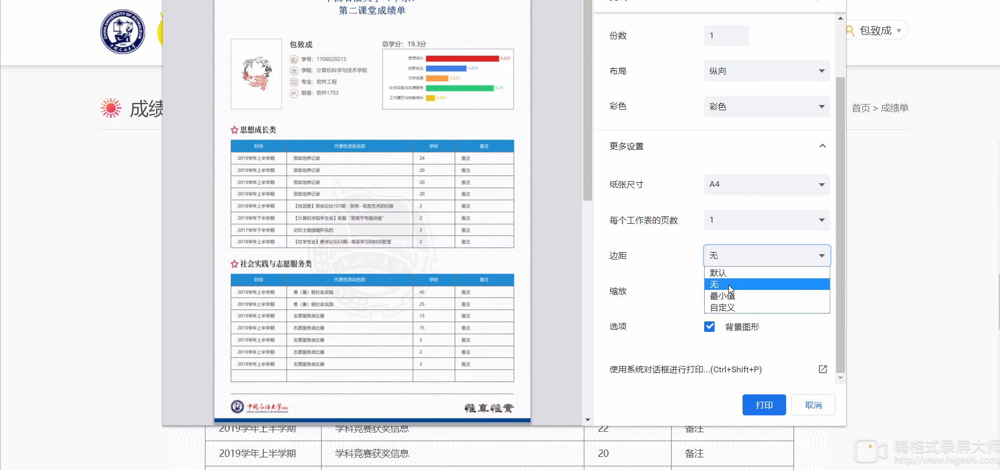 第二课堂成绩单
包致成
总学分：19.3分
学号：1706020215
学院：计算机科学与技术学院
专业：软件工程
班级：软件1703
思想成长 6.625
创新创业 3.675
文体发展 2.025
社会实践与志愿服务 6.15
工作履历与技能培训 0.825
思想成长类
时间 代表性活动名称 学时 备注
2019学年上半学期 思政培养记录 24 备注
2019学年上半学期 思政培养记录 20 备注
2019学年上半学期 思政培养记录 20 备注
2019学年上半学期 思政培养记录 20 备注
2018学年上半学期 【校团委】思创论坛107期：张炜--语言艺术的归宿 2 备注
2019学年下半学期 【计算机学院学生会】收看“思美节专题讲座” 2 备注
2017学年下半学期 访烈士陵园缅怀先烈 2 备注
2018学年上半学期 【校学生会】善学论坛63期--英语学习和时间管理 2 备注
社会实践与志愿服务类
时间 代表性活动名称 学时 备注
2019学年上半学期 寒（暑）假社会实践 45 备注
2019学年上半学期 寒（暑）假社会实践 25 备注
2019学年上半学期 志愿服务类比赛 15 备注
2019学年上半学期 志愿服务类比赛 15 备注
2019学年上半学期 志愿服务类比赛 2 备注
2019学年上半学期 志愿服务类比赛 2 备注
2019学年上半学期 志愿服务类比赛 2 备注
中国石油大学
CHINA UNIVERSITY OF PETROLEUM
惟真惟实
份数 1
布局 纵向
彩色 彩色
更多设置
纸张尺寸 A4
每个工作表的页数 1
边距 无
默认
无
最小值
自定义
缩放
选项 背景图形
使用系统对话框进行打印...(Ctrl+Shift+P)
打印 取消
CHINA UNIVERSITY OF PETROLEUM
包致成
成绩
首页 > 成绩单
2019学年上半学期 学科竞赛获奖信息 22 备注
2019学年上半学期 学科竞赛获奖信息 20 备注
嗨格式录屏大师
http://www.higeshi.com